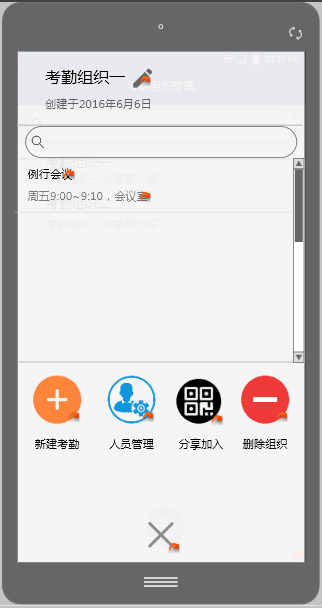 考勤组织一
创建于2016年6月6日
例行会议
周五9:00~9:10，会议室
新建考勤
人员管理
分享加入
删除组织